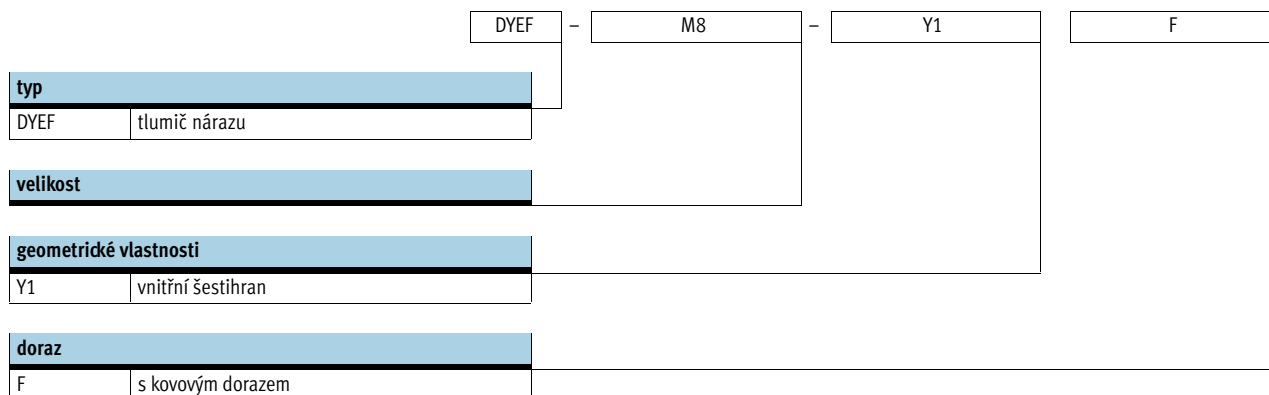 DYEF – M8 – Y1 F
typ
DYEF tlumič nárazu
velikost
geometrické vlastnosti
Y1 vnitřní šestihran
doraz
F s kovovým dorazem